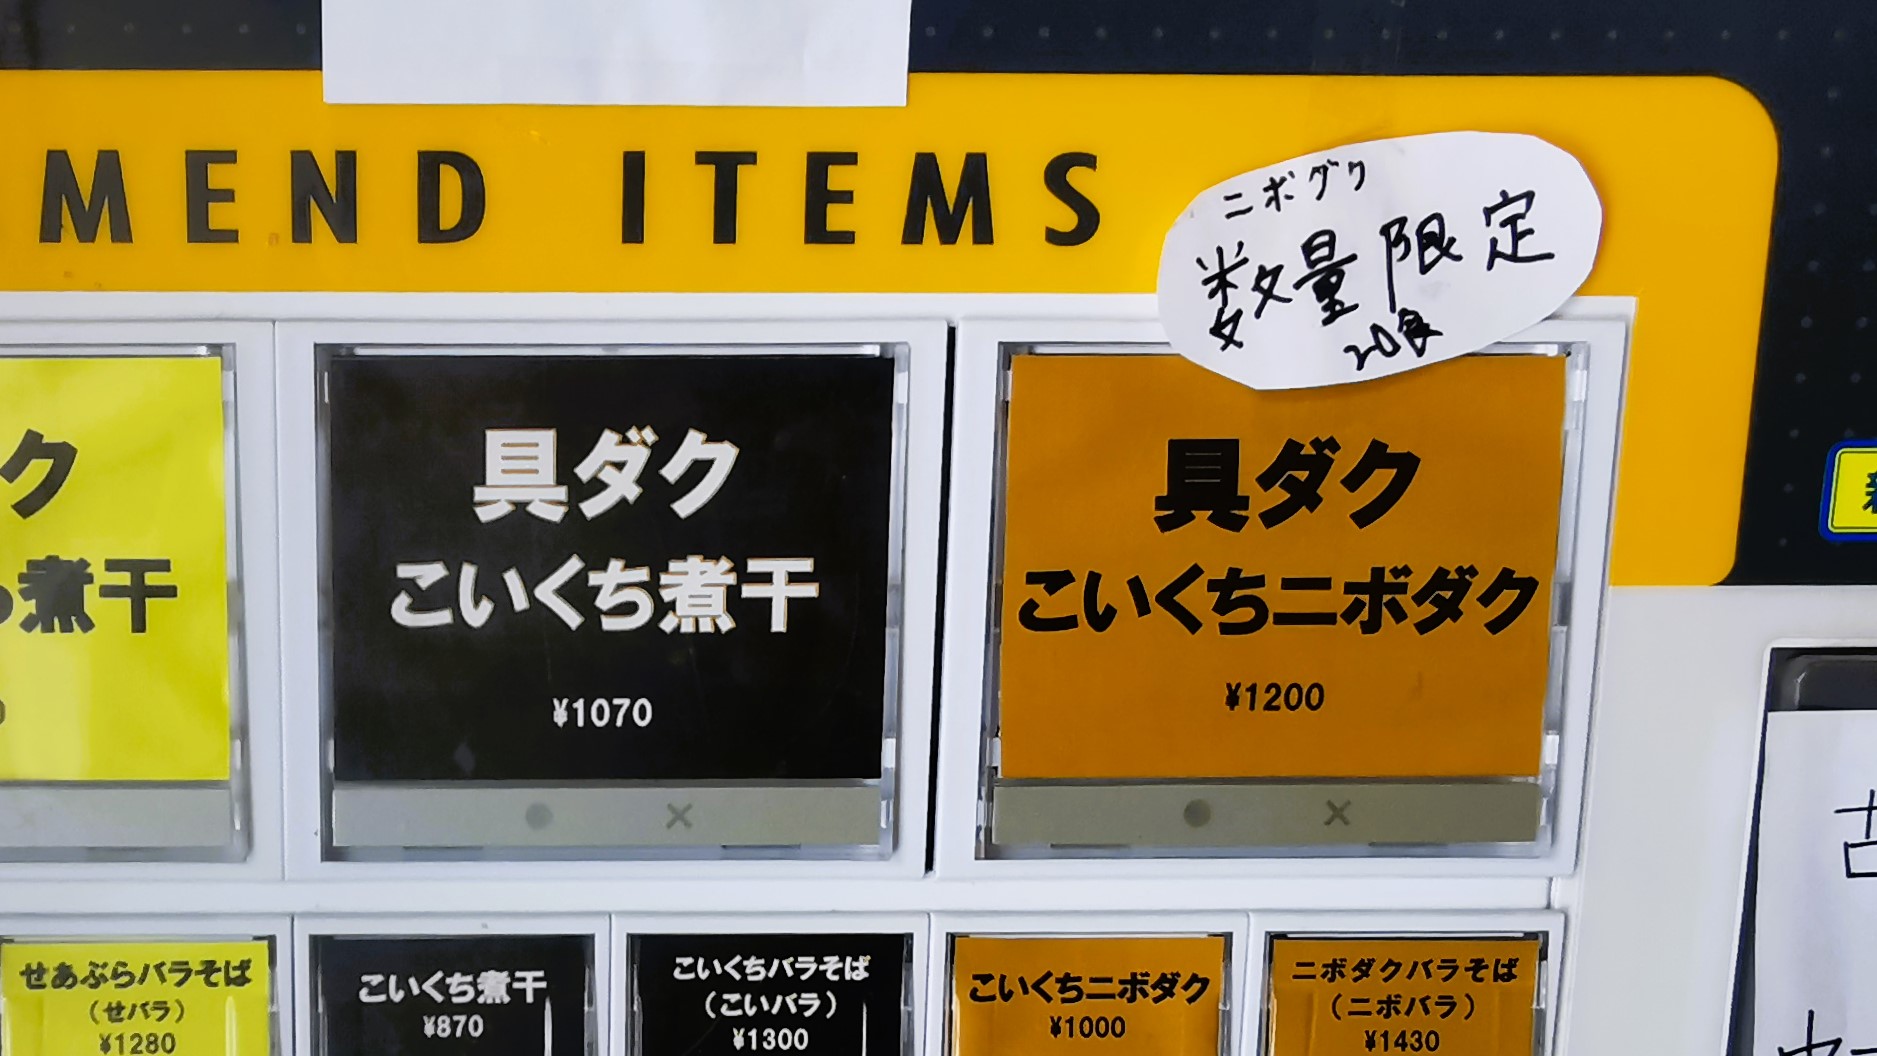 MEND ITEMS
ニボダク
数量限定
20食
ク
煮干
具ダク
こいくち煮干
¥1070
具ダク
こいくちニボダク
¥1200
せあぶらバラそば
(せバラ)
¥1280
こいくち煮干
¥870
こいくちバラそば
(こいバラ)
¥1300
こいくちニボダク
¥1000
ニボダクバラそば
(ニボバラ)
¥1430